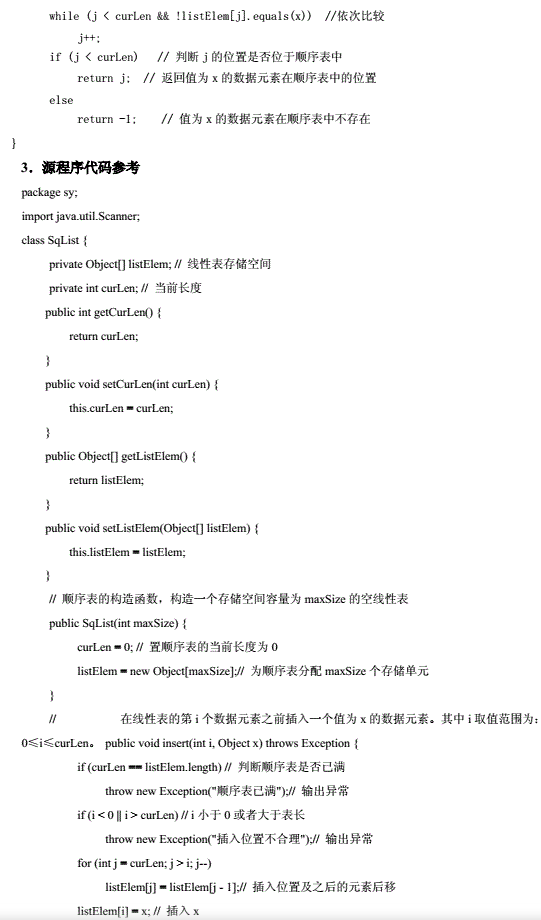 while (j < curLen && !listElem[j].equals(x))  //依次比较
j++;
if (j < curLen)   // 判断 j 的位置是否位于顺序表中
return j;  // 返回值为 x 的数据元素在顺序表中的位置
else
return -1;    // 值为 x 的数据元素在顺序表中不存在
}
3．源程序代码参考
package sy;
import java.util.Scanner;
class SqList {
private Object[] listElem; // 线性表存储空间
private int curLen; // 当前长度
public int getCurLen() {
return curLen;
}
public void setCurLen(int curLen) {
this.curLen = curLen;
}
public Object[] getListElem() {
return listElem;
}
public void setListElem(Object[] listElem) {
this.listElem = listElem;
}
// 顺序表的构造函数，构造一个存储空间容量为 maxSize 的空线性表
public SqList(int maxSize) {
curLen = 0; // 置顺序表的当前长度为 0
listElem = new Object[maxSize];// 为顺序表分配 maxSize 个存储单元
}
// 在线性表的第 i 个数据元素之前插入一个值为 x 的数据元素。其中 i 取值范围为：
0≤i≤curLen。 public void insert(int i, Object x) throws Exception {
if (curLen == listElem.length) // 判断顺序表是否已满
throw new Exception("顺序表已满");// 输出异常
if (i < 0 || i > curLen) // i 小于 0 或者大于表长
throw new Exception("插入位置不合理");// 输出异常
for (int j = curLen; j > i; j--)
listElem[j] = listElem[j - 1];// 插入位置及之后的元素后移
listElem[i] = x; // 插入 x